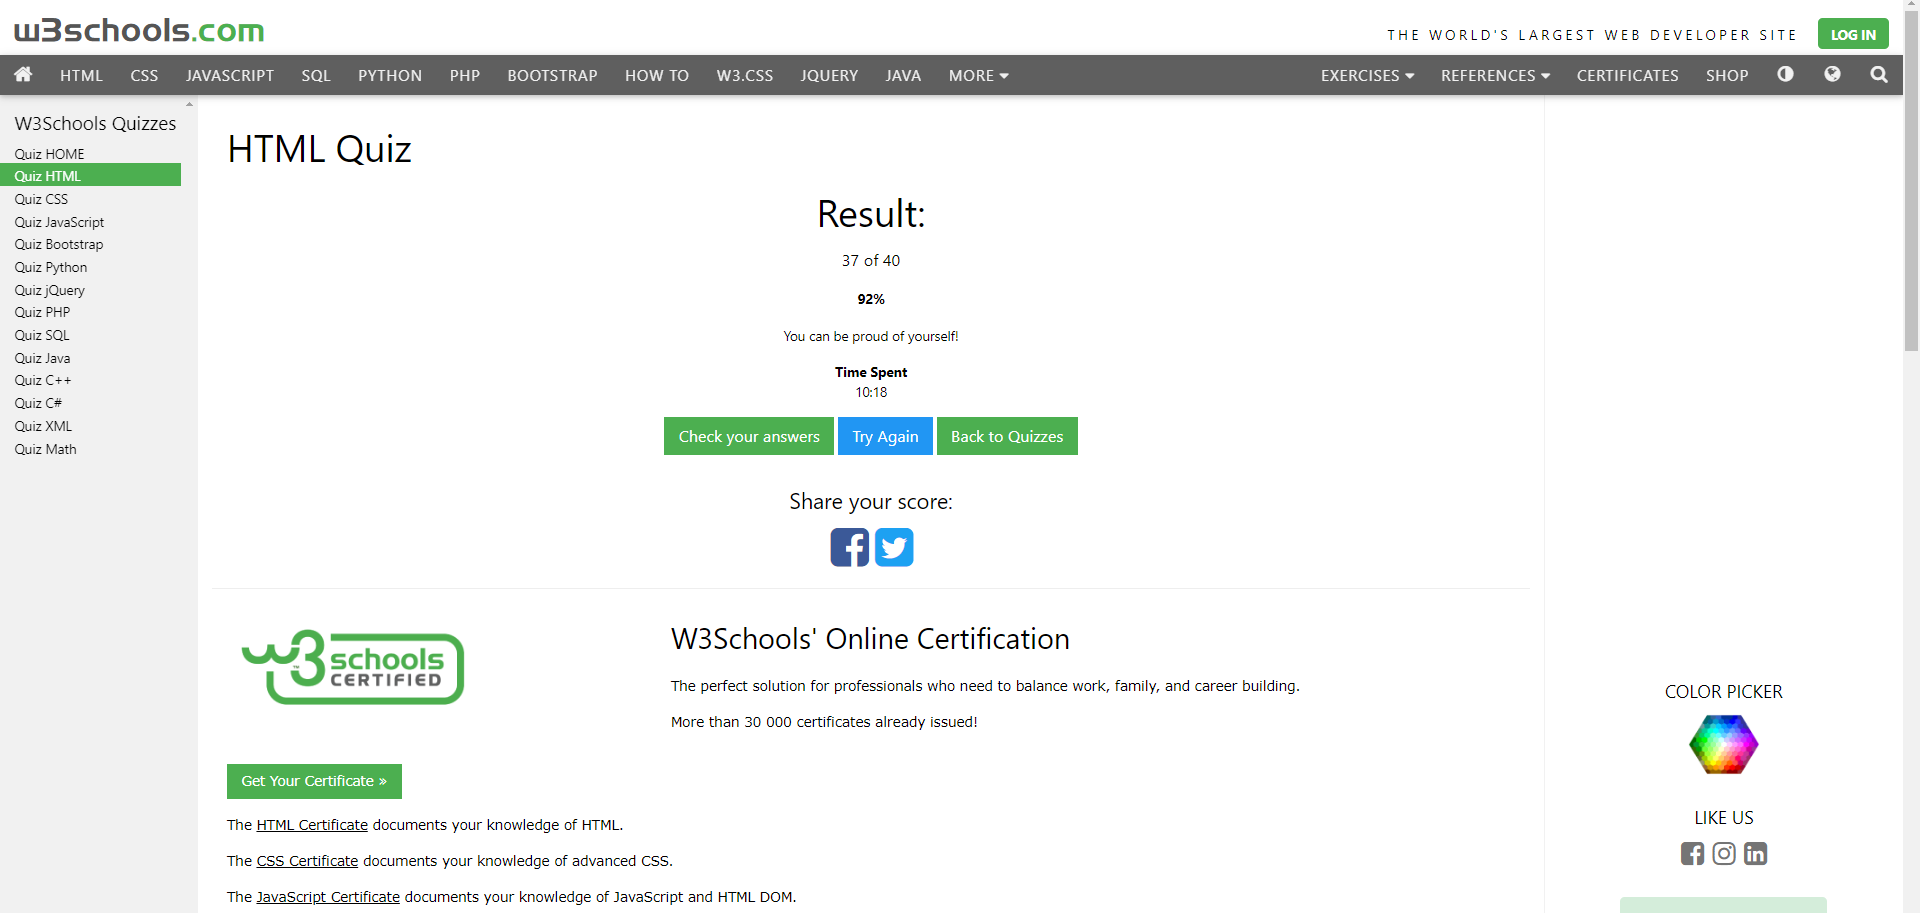 w3schools.com
THE WORLD'S LARGEST WEB DEVELOPER SITE
LOG IN
HTML CSS JAVASCRIPT SQL PYTHON PHP BOOTSTRAP HOW TO W3.CSS JQUERY JAVA MORE EXERCISES REFERENCES CERTIFICATES SHOP
W3Schools Quizzes
Quiz HOME
Quiz HTML
Quiz CSS
Quiz JavaScript
Quiz Bootstrap
Quiz Python
Quiz jQuery
Quiz PHP
Quiz SQL
Quiz Java
Quiz C++
Quiz C#
Quiz XML
Quiz Math
HTML Quiz
Result:
37 of 40
92%
You can be proud of yourself!
Time Spent
10:18
Check your answers Try Again Back to Quizzes
Share your score:
w3schools
CERTIFIED
W3Schools' Online Certification
The perfect solution for professionals who need to balance work, family, and career building.
More than 30 000 certificates already issued!
Get Your Certificate »
The HTML Certificate documents your knowledge of HTML.
The CSS Certificate documents your knowledge of advanced CSS.
The JavaScript Certificate documents your knowledge of JavaScript and HTML DOM.
COLOR PICKER
LIKE US